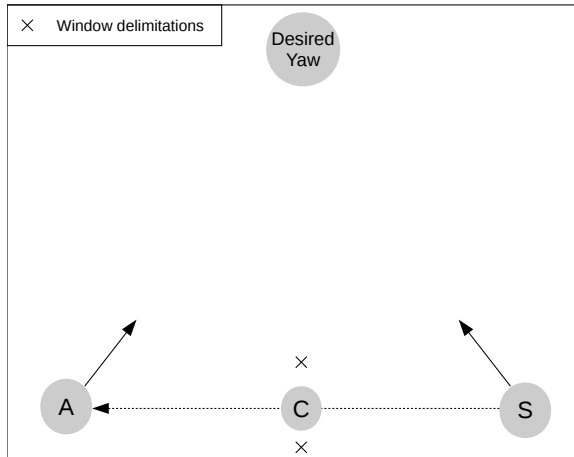 × Window delimitations
Desired
Yaw
A
C
S